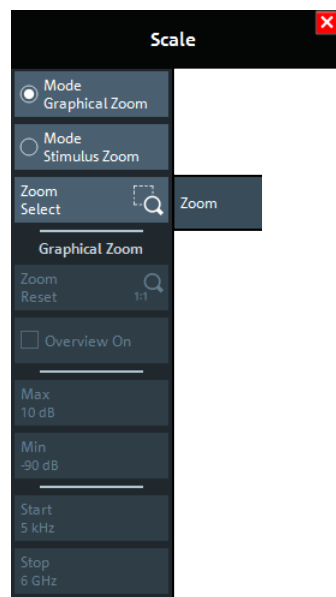 Scale
Mode
Graphical Zoom
Mode
Stimulus Zoom
Zoom
Select
Zoom
Graphical Zoom
Zoom
Reset
1:1
Overview On
Max
10 dB
Min
-90 dB
Start
5 kHz
Stop
6 GHz